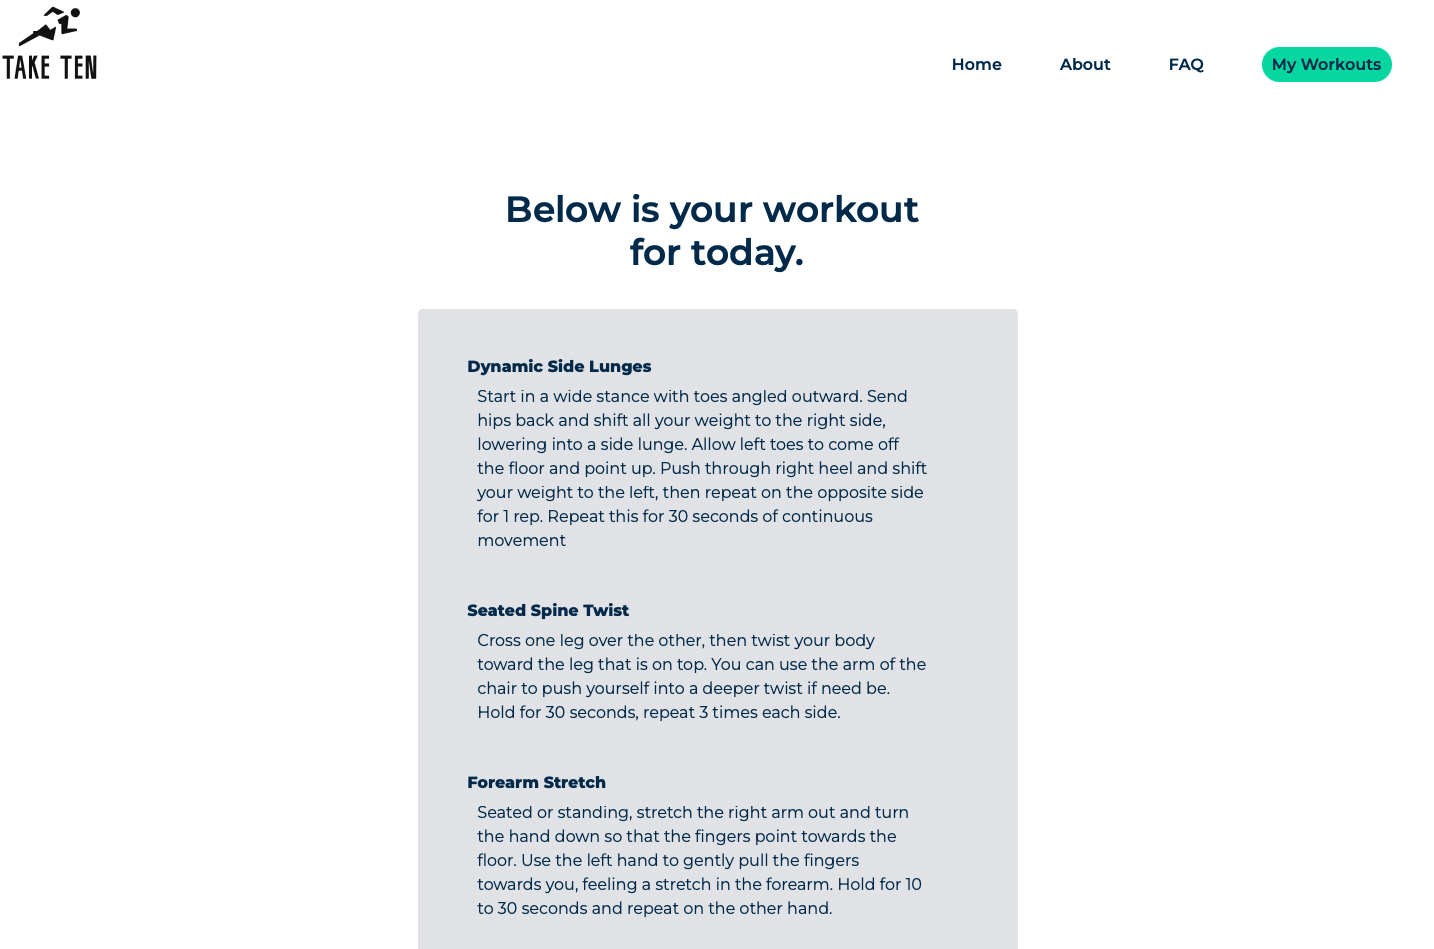 TAKE TEN
Home
About
FAQ
My Workouts
Below is your workout
for today.
Dynamic Side Lunges
Start in a wide stance with toes angled outward. Send
hips back and shift all your weight to the right side,
lowering into a side lunge. Allow left toes to come off
the floor and point up. Push through right heel and shift
your weight to the left, then repeat on the opposite side
for 1 rep. Repeat this for 30 seconds of continuous
movement
Seated Spine Twist
Cross one leg over the other, then twist your body
toward the leg that is on top. You can use the arm of the
chair to push yourself into a deeper twist if need be.
Hold for 30 seconds, repeat 3 times each side.
Forearm Stretch
Seated or standing, stretch the right arm out and turn
the hand down so that the fingers point towards the
floor. Use the left hand to gently pull the fingers
towards you, feeling a stretch in the forearm. Hold for 10
to 30 seconds and repeat on the other hand.